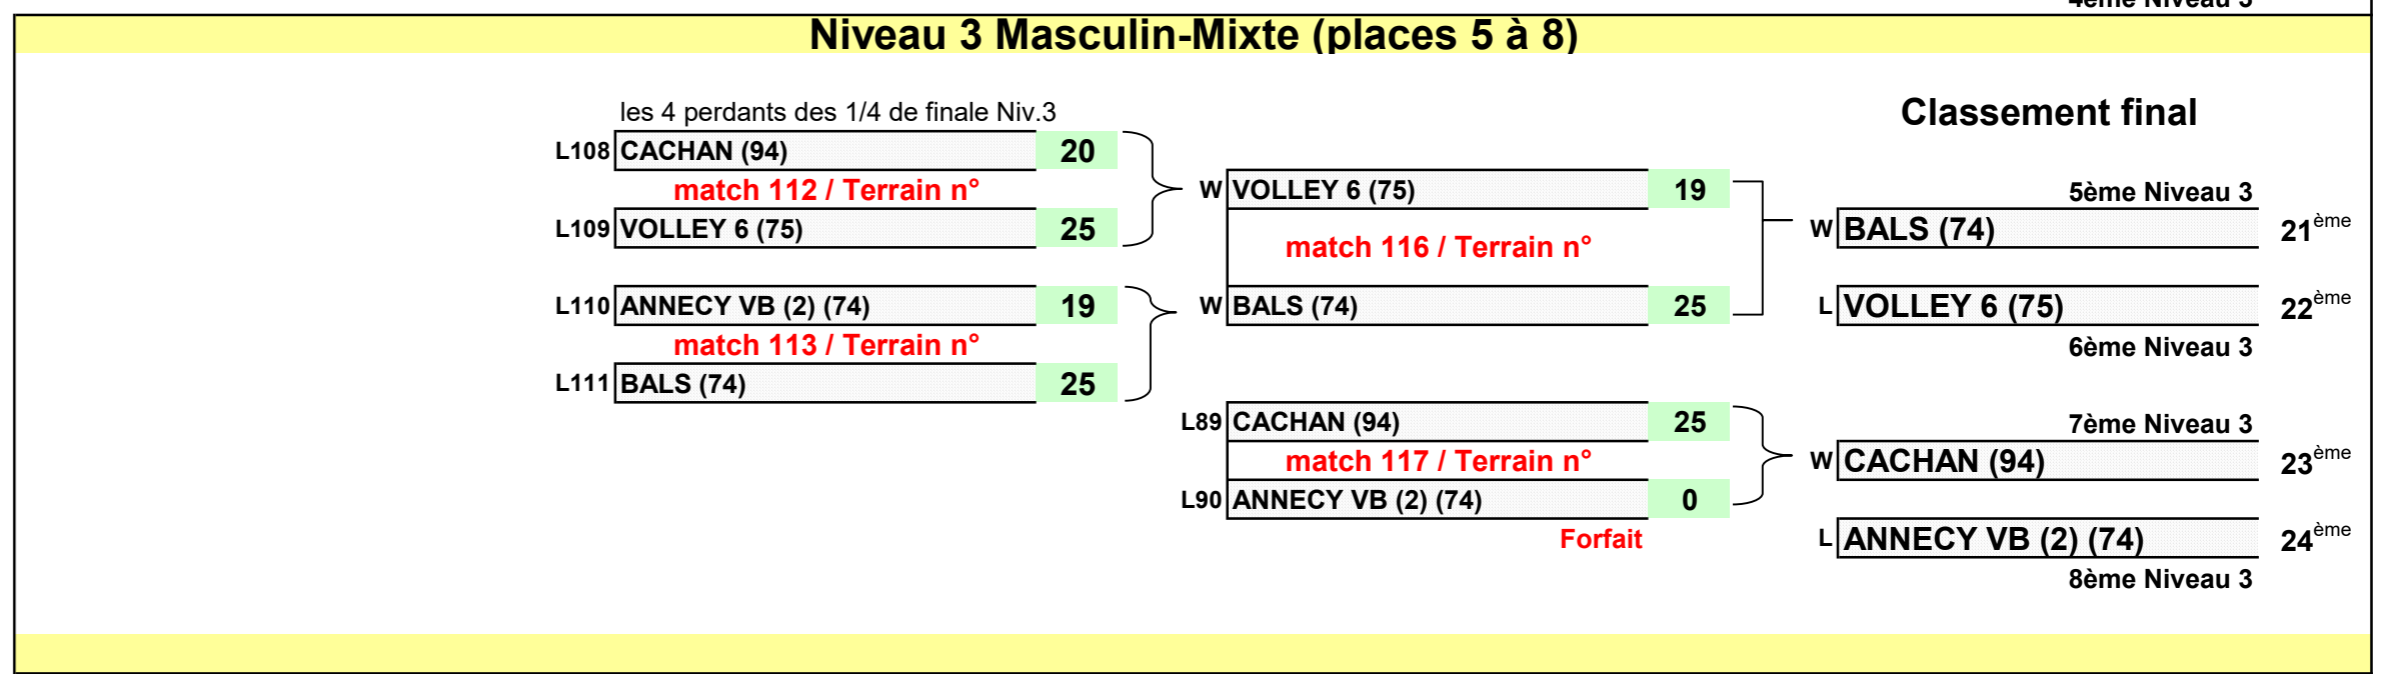 4ème Niveau 3
Niveau 3 Masculin-Mixte (places 5 à 8)
les 4 perdants des 1/4 de finale Niv.3
Classement final
L108 CACHAN (94) 20
match 112 / Terrain n°
L109 VOLLEY 6 (75) 25
L110 ANNECY VB (2) (74) 19
match 113 / Terrain n°
L111 BALS (74) 25
W VOLLEY 6 (75) 19
match 116 / Terrain n°
W BALS (74) 25
L89 CACHAN (94) 25
match 117 / Terrain n°
L90 ANNECY VB (2) (74) 0
Forfait
5ème Niveau 3
W BALS (74) 21ème
L VOLLEY 6 (75) 22ème
6ème Niveau 3
7ème Niveau 3
W CACHAN (94) 23ème
L ANNECY VB (2) (74) 24ème
8ème Niveau 3